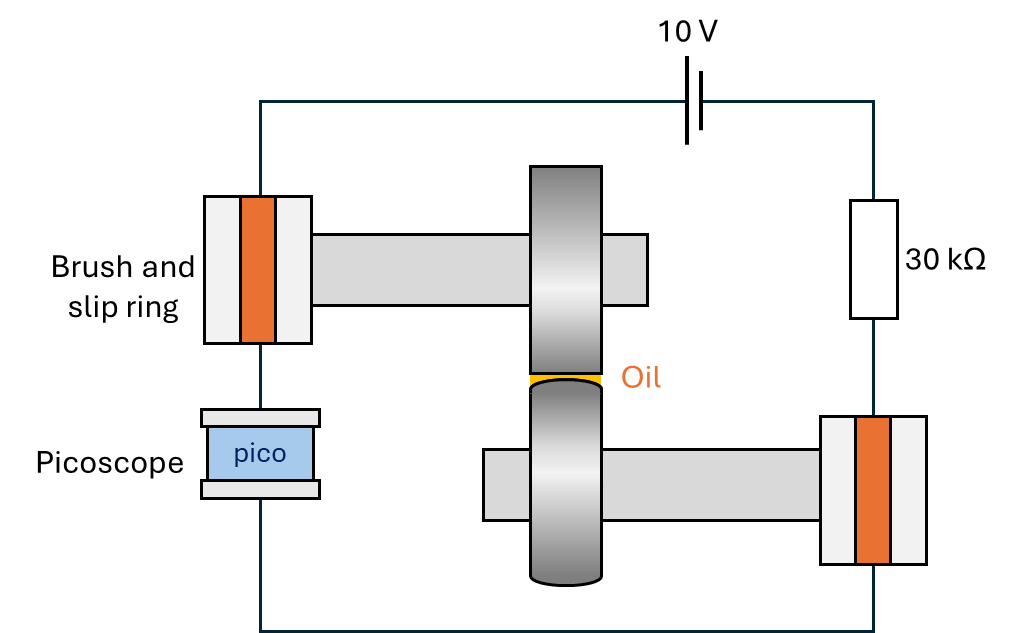 10 V
Brush and
slip ring
30 kΩ
Oil
Picoscope
pico